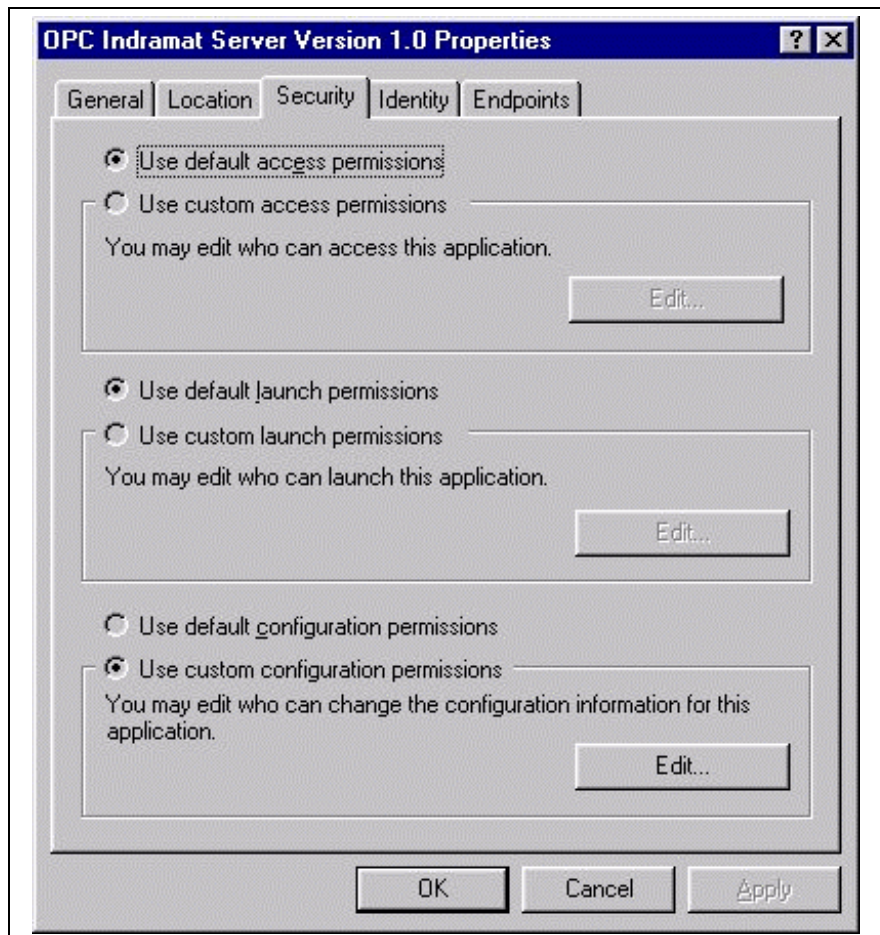 OPC Indramat Server Version 1.0 Properties
General Location Security Identity Endpoints
Use default access permissions
Use custom access permissions
You may edit who can access this application.
Edit...
Use default launch permissions
Use custom launch permissions
You may edit who can launch this application.
Edit...
Use default configuration permissions
Use custom configuration permissions
You may edit who can change the configuration information for this
application.
Edit...
OK Cancel Apply